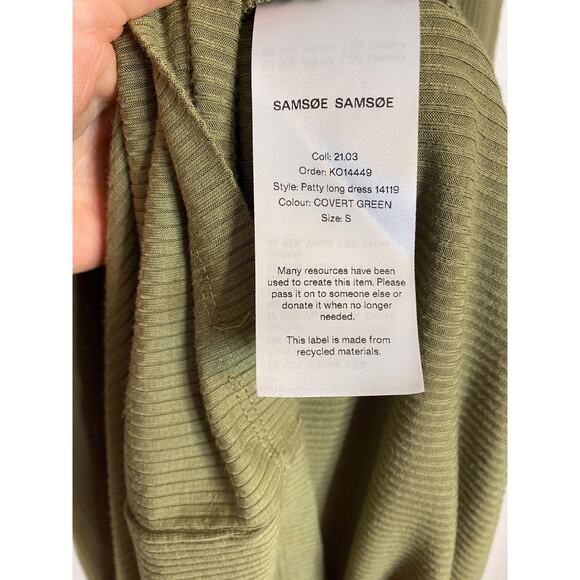 SAMSØE SAMSØE
Coll: 21.03
Order: KO14449
Style: Patty long dress 14119
Colour: COVERT GREEN
Size: S
Many resources have been
used to create this item. Please
pass it on to someone else or
donate it when no longer
needed.
This label is made from
recycled materials.